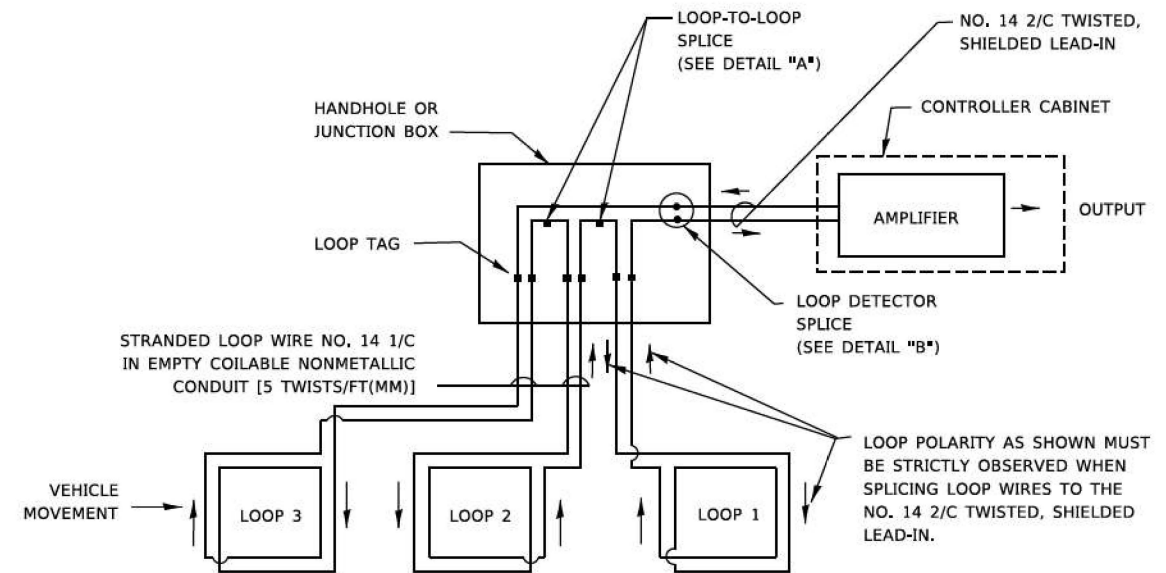 LOOP-TO-LOOP
SPLICE
(SEE DETAIL "A")
NO. 14 2/C TWISTED,
SHIELDED LEAD-IN
HANDHOLE OR
JUNCTION BOX
CONTROLLER CABINET
AMPLIFIER
OUTPUT
LOOP TAG
LOOP DETECTOR
SPLICE
(SEE DETAIL "B")
STRANDED LOOP WIRE NO. 14 1/C
IN EMPTY COILABLE NONMETALLIC
CONDUIT [5 TWISTS/FT(MM)]
LOOP POLARITY AS SHOWN MUST
BE STRICTLY OBSERVED WHEN
SPLICING LOOP WIRES TO THE
NO. 14 2/C TWISTED, SHIELDED
LEAD-IN.
VEHICLE
MOVEMENT
LOOP 3
LOOP 2
LOOP 1